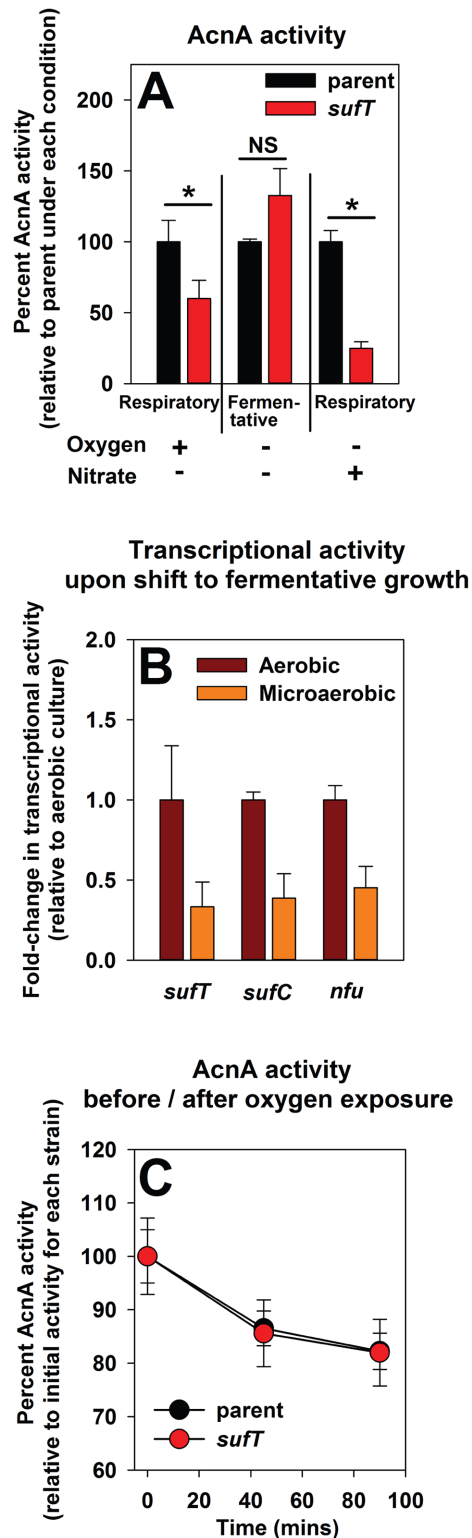 AcnA activity
A
parent
sufT
Percent AcnA activity
(relative to parent under each condition)
200
150
100
50
0
*
NS
*
Respiratory
Fermen-
tative
Respiratory
Oxygen + - -
Nitrate - - +
Transcriptional activity
upon shift to fermentative growth
B
Aerobic
Microaerobic
Fold-change in transcriptional activity
(relative to aerobic culture)
2.0
1.5
1.0
0.5
0.0
sufT sufC nfu
AcnA activity
before / after oxygen exposure
C
Percent AcnA activity
(relative to initial activity for each strain)
120
110
100
90
80
70
60
parent
sufT
0 20 40 60 80 100
Time (mins)